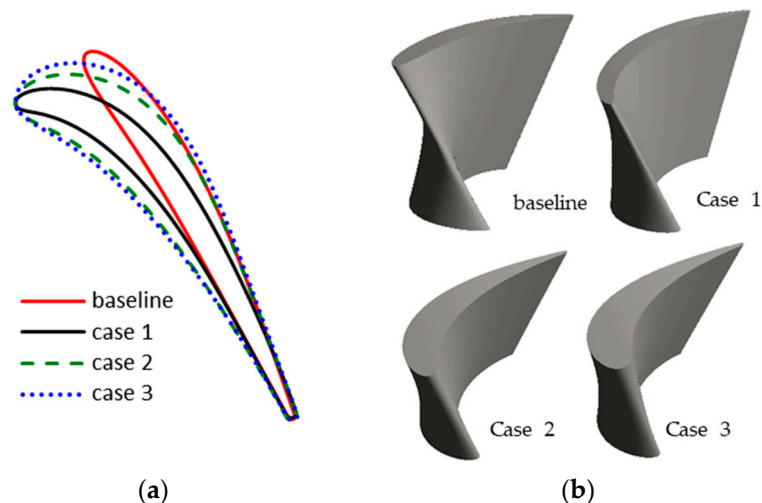 baseline
case 1
case 2
case 3
(a)
baseline
Case 1
Case 2
Case 3
(b)